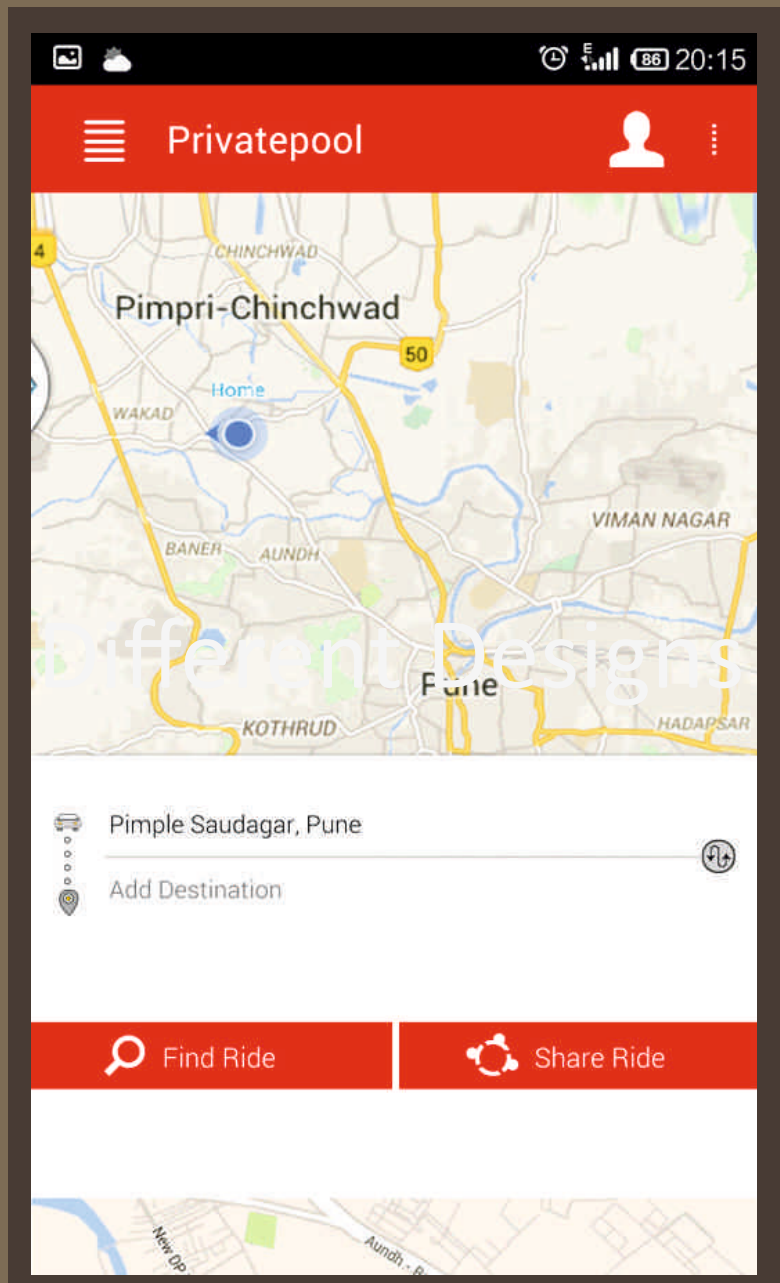 E 86 20:15
Privatepool
4
CHINCHWAD
Pimpri-Chinchwad
50
Home
WAKAD
VIMAN NAGAR
BANER
AUNDH
Different Designs
Pune
KOTHRUD
HADAPSAR
Pimple Saudagar, Pune
Add Destination
Find Ride
Share Ride
New DP
Aundh - R